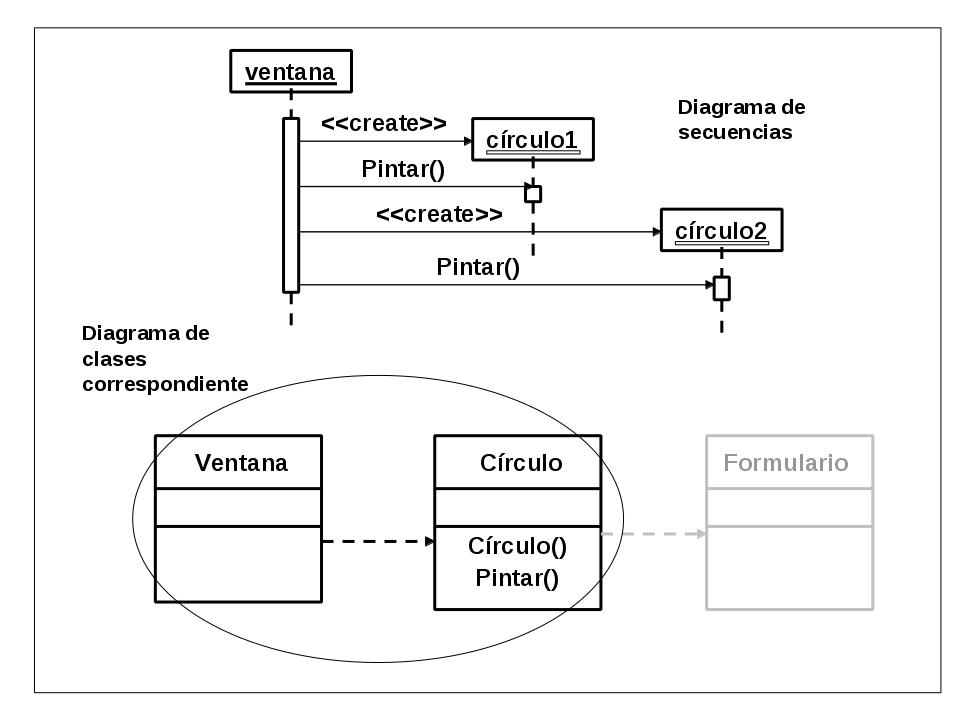 ventana
<<create>>
círculo1
Diagrama de
secuencias
Pintar()
<<create>>
círculo2
Pintar()
Diagrama de
clases
correspondiente
Ventana
Círculo
Formulario
Círculo()
Pintar()